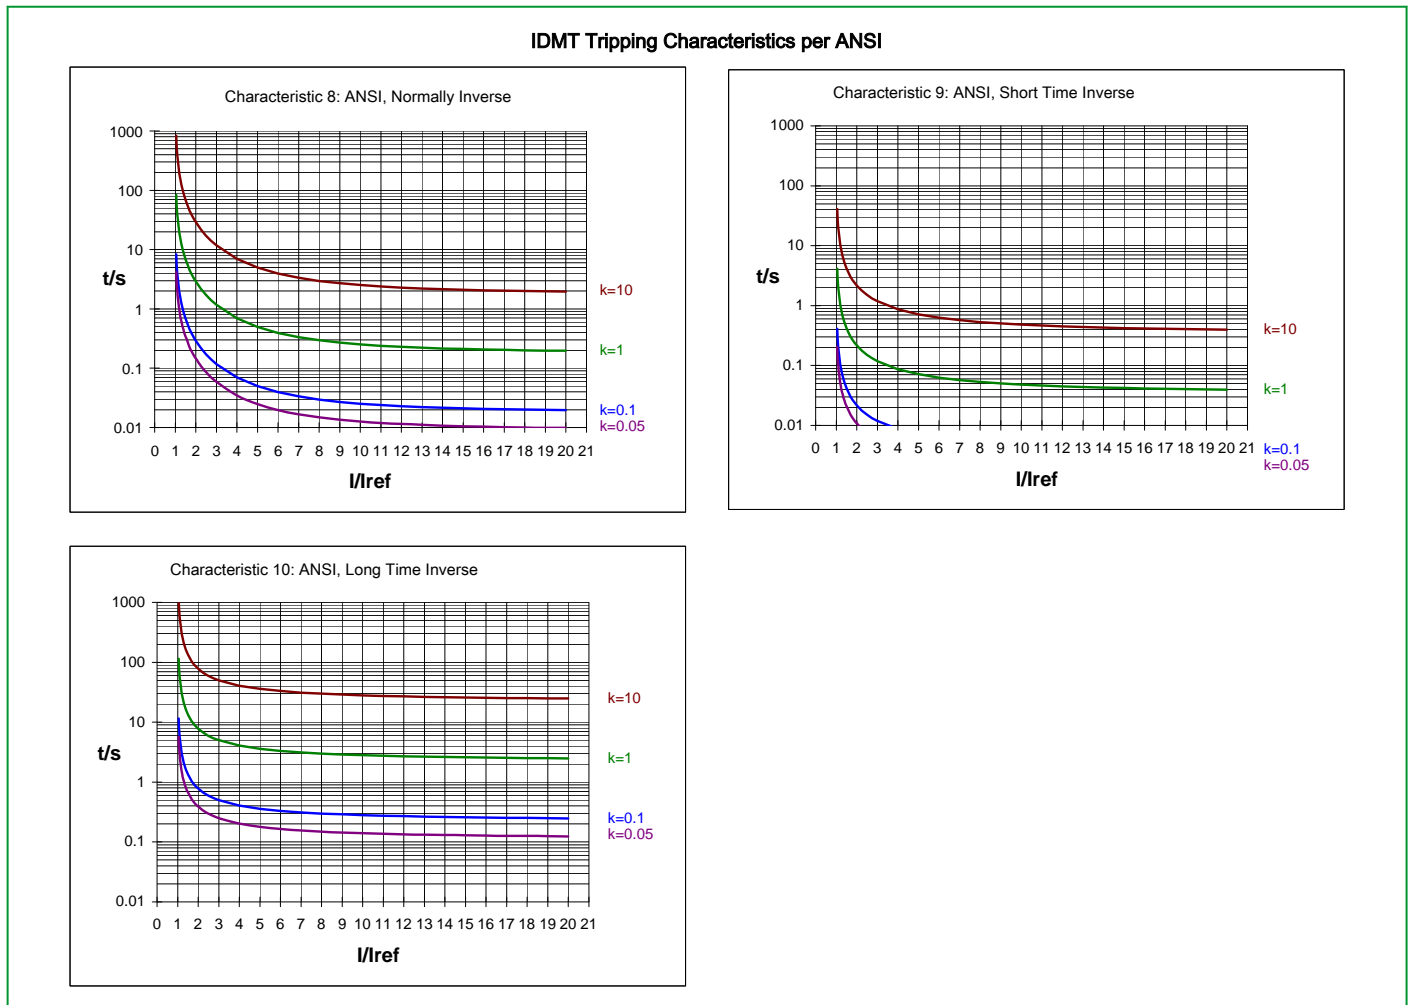 IDMT Tripping Characteristics per ANSI
Characteristic 8: ANSI, Normally Inverse
1000
100
10
1
0.1
0.01
t/s
0 1 2 3 4 5 6 7 8 9 10 11 12 13 14 15 16 17 18 19 20 21
I/Iref
k=10
k=1
k=0.1
k=0.05
Characteristic 9: ANSI, Short Time Inverse
1000
100
10
1
0.1
0.01
t/s
0 1 2 3 4 5 6 7 8 9 10 11 12 13 14 15 16 17 18 19 20 21
I/Iref
k=10
k=1
k=0.1
k=0.05
Characteristic 10: ANSI, Long Time Inverse
1000
100
10
1
0.1
0.01
t/s
0 1 2 3 4 5 6 7 8 9 10 11 12 13 14 15 16 17 18 19 20 21
I/Iref
k=10
k=1
k=0.1
k=0.05